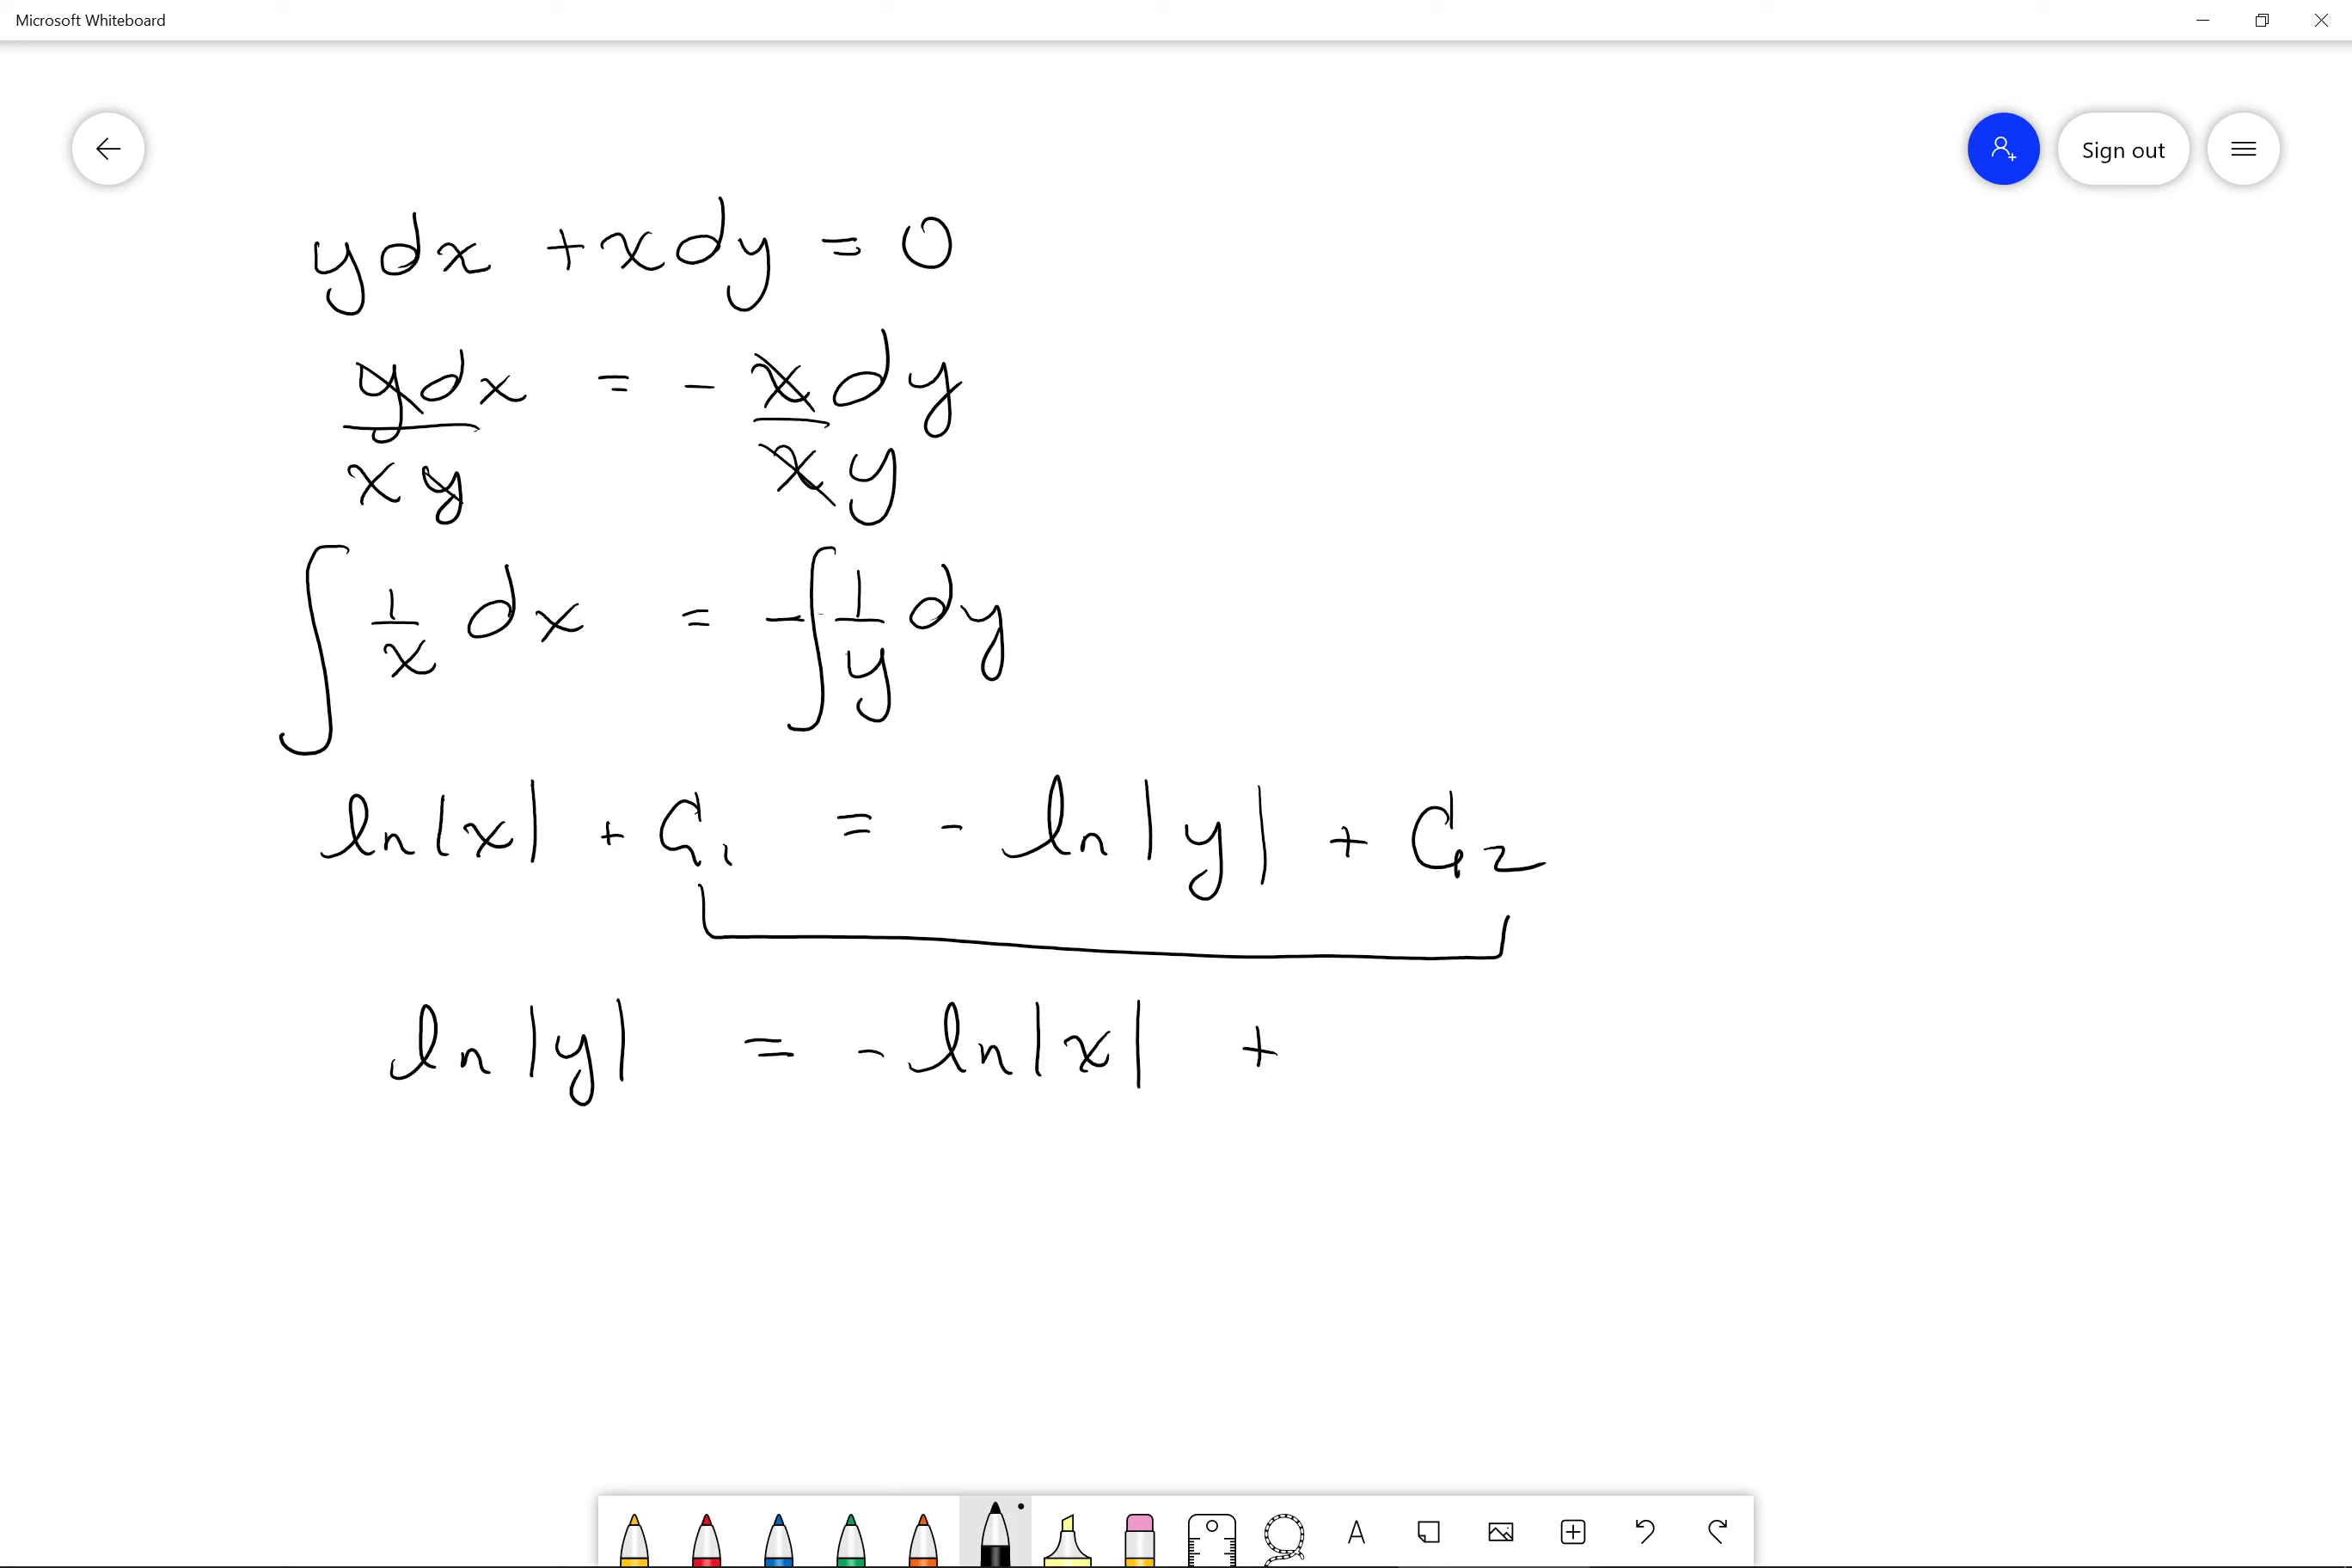 Microsoft Whiteboard
Sign out
ydx + xdy = 0
ydx = - xdy
xy xy
∫ 1/x dx = -∫ 1/y dy
ln|x| + C₁ = - ln|y| + C₂
ln|y| = - ln|x| +
A